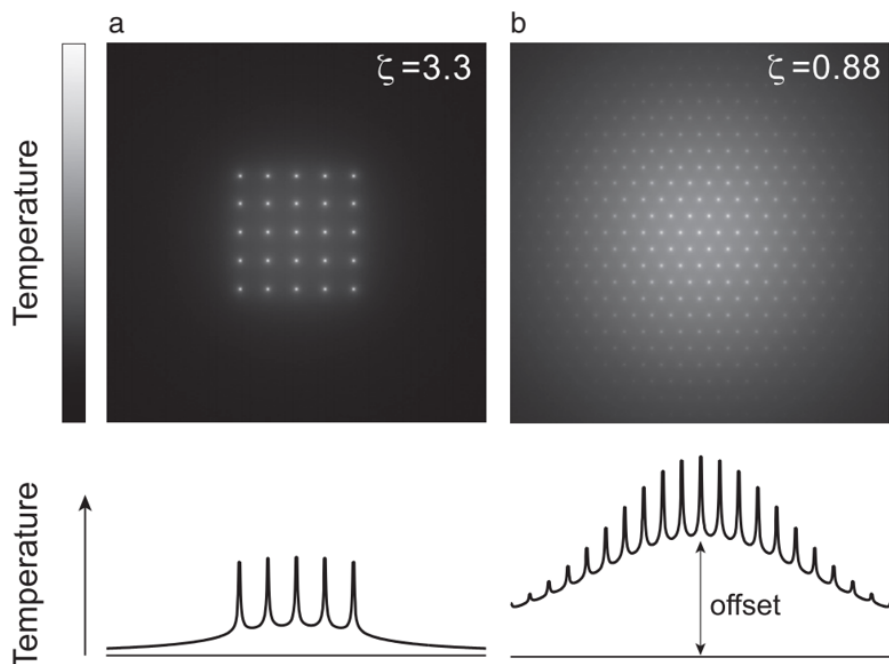 a
b
ζ=3.3
ζ=0.88
Temperature
Temperature
offset